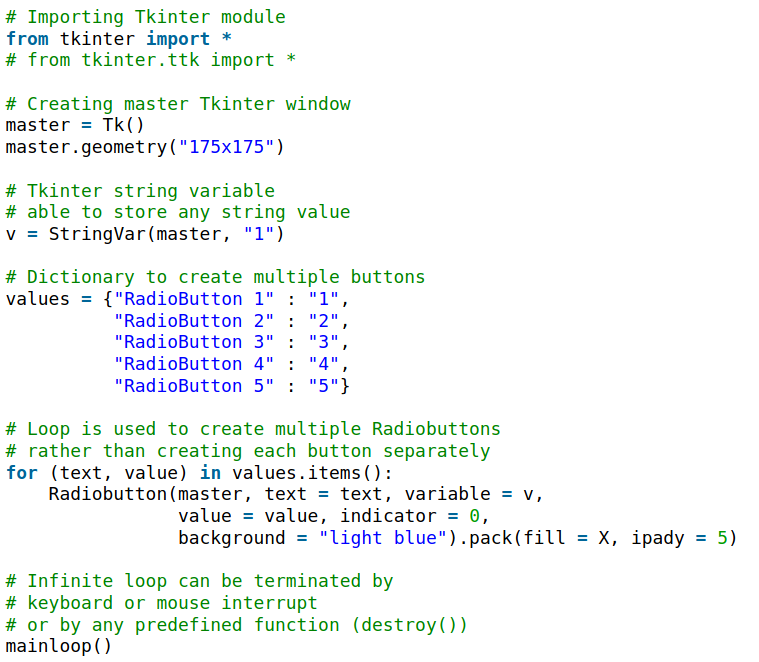 # Importing Tkinter module
from tkinter import *
# from tkinter.ttk import *

# Creating master Tkinter window
master = Tk()
master.geometry("175x175")

# Tkinter string variable
# able to store any string value
v = StringVar(master, "1")

# Dictionary to create multiple buttons
values = {"RadioButton 1" : "1",
          "RadioButton 2" : "2",
          "RadioButton 3" : "3",
          "RadioButton 4" : "4",
          "RadioButton 5" : "5"}

# Loop is used to create multiple Radiobuttons
# rather than creating each button separately
for (text, value) in values.items():
    Radiobutton(master, text = text, variable = v,
                value = value, indicator = 0,
                background = "light blue").pack(fill = X, ipady = 5)

# Infinite loop can be terminated by
# keyboard or mouse interrupt
# or by any predefined function (destroy())
mainloop()